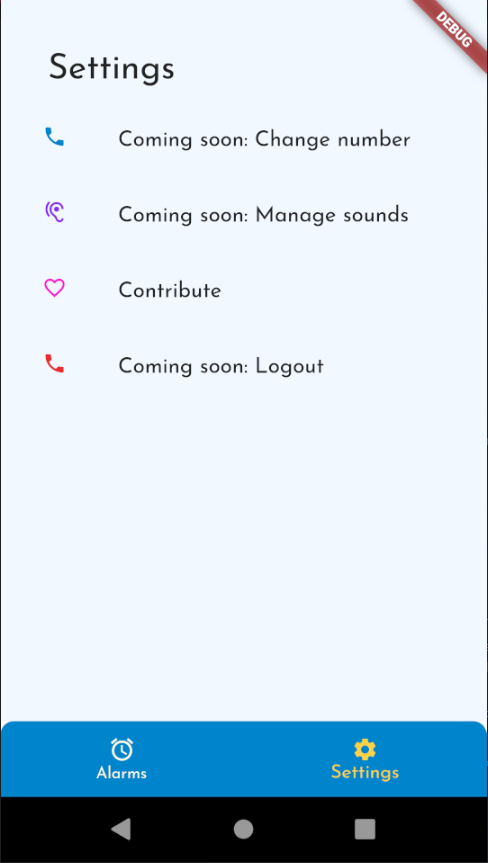 DEBUG
Settings
Coming soon: Change number
Coming soon: Manage sounds
Contribute
Coming soon: Logout
Alarms
Settings